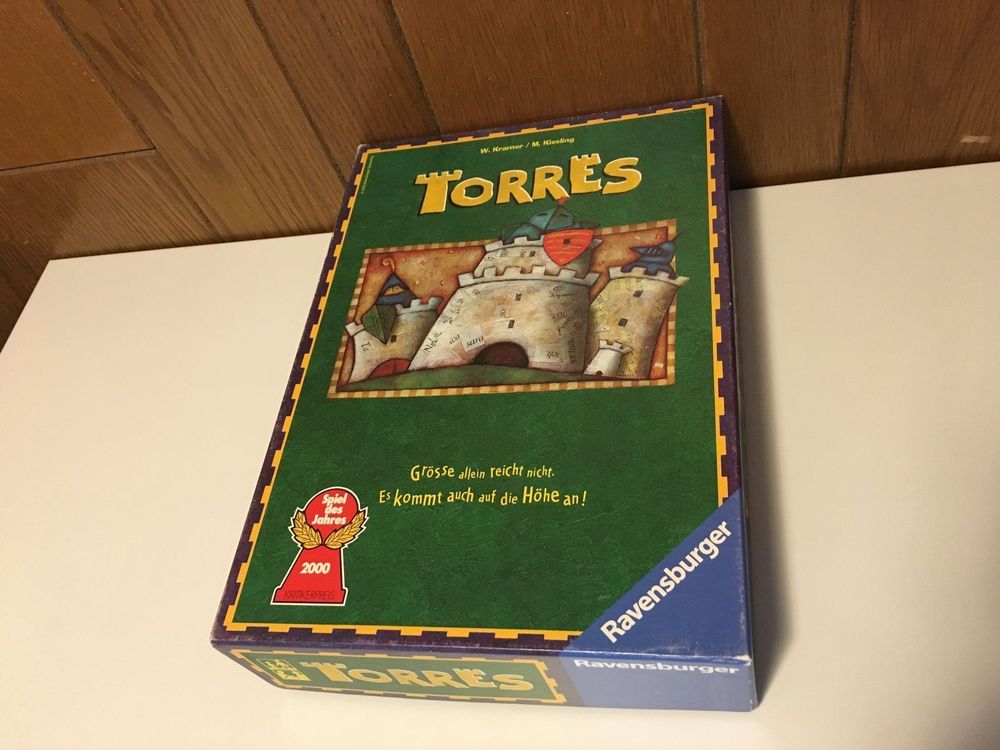 W. Kramer / M. Kiesling
TORRES
Grösse allein reicht nicht.
Es kommt auch auf die Höhe an!
Spiel
des
Jahres
2000
KRITIKERPREIS
Ravensburger
TORRES
Ravensburger